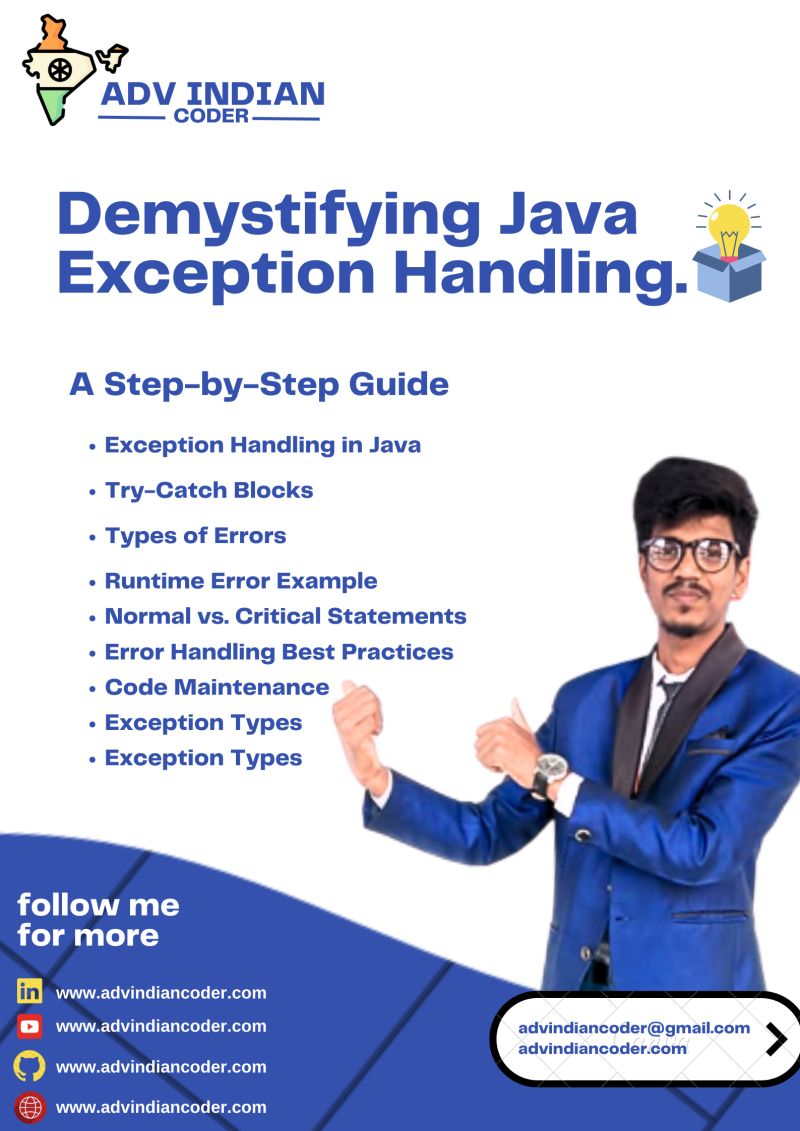 ADV INDIAN
CODER
Demystifying Java
Exception Handling.
A Step-by-Step Guide
• Exception Handling in Java
• Try-Catch Blocks
• Types of Errors
• Runtime Error Example
• Normal vs. Critical Statements
• Error Handling Best Practices
• Code Maintenance
• Exception Types
• Exception Types
follow me
for more
in www.advindiancoder.com
www.advindiancoder.com
www.advindiancoder.com
www.advindiancoder.com
advindiancoder@gmail.com
advindiancoder.com